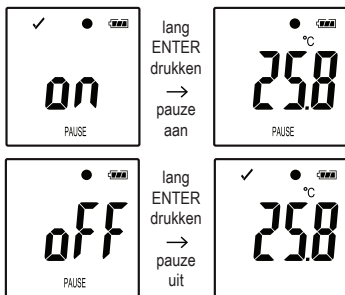 ✓ ●
on
PAUSE
lang
ENTER
drukken
→
pauze
aan
●
°C
25.8
PAUSE
●
oFF
PAUSE
lang
ENTER
drukken
→
pauze
uit
✓ ●
°C
25.8